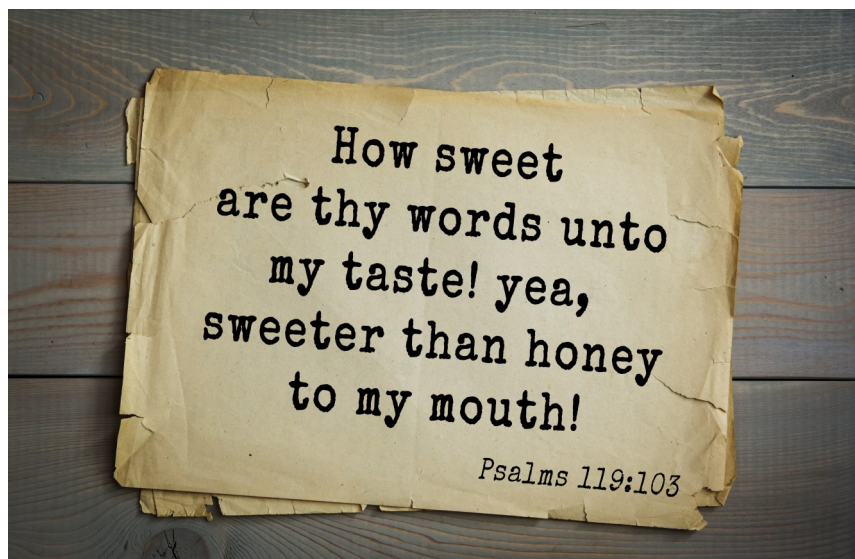 How sweet
are thy words unto
my taste! yea,
sweeter than honey
to my mouth!
Psalms 119:103